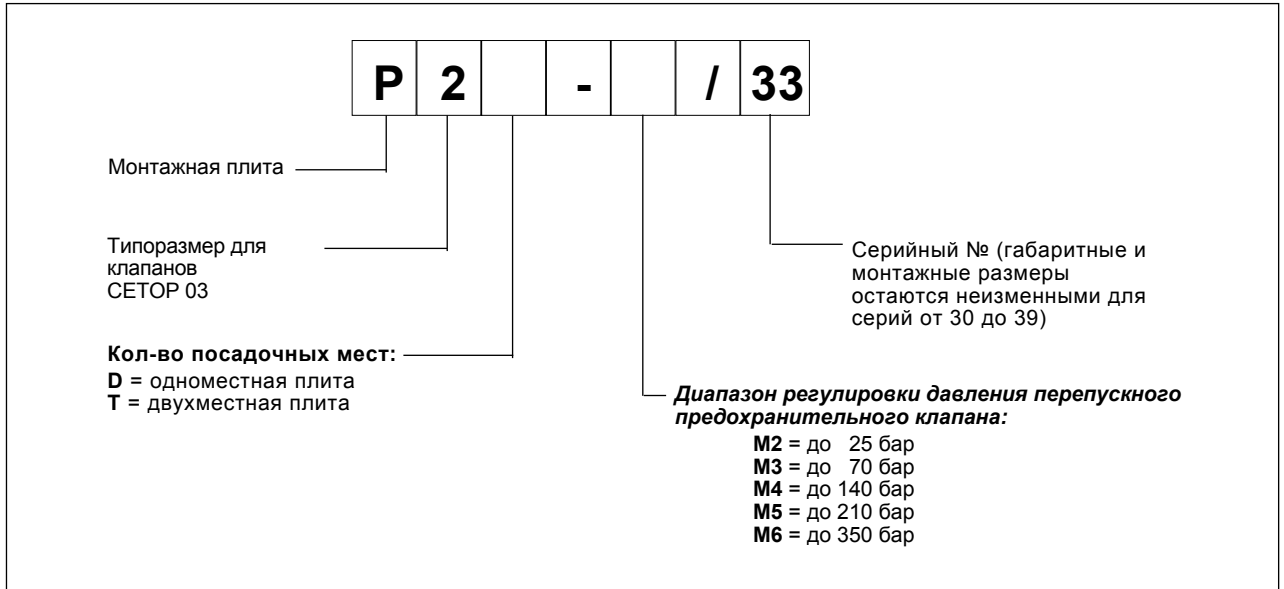 P 2 - / 33
Монтажная плита
Типоразмер для
клапанов
CETOP 03
Кол-во посадочных мест:
D = одноместная плита
T = двухместная плита
Серийный № (габаритные и
монтажные размеры
остаются неизменными для
серий от 30 до 39)
Диапазон регулировки давления перепускного
предохранительного клапана:
M2 = до 25 бар
M3 = до 70 бар
M4 = до 140 бар
M5 = до 210 бар
M6 = до 350 бар